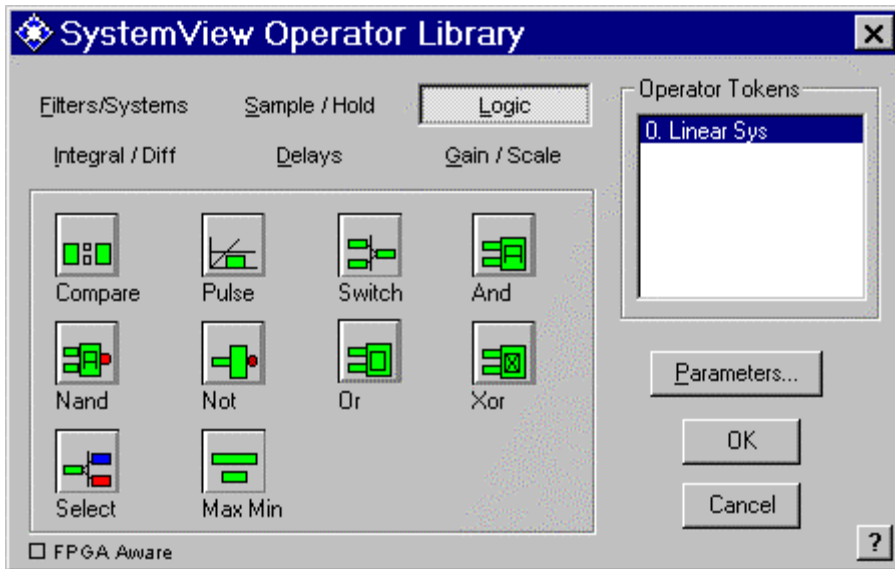 SystemView Operator Library
Filters/Systems Sample / Hold Logic
Integral / Diff Delays Gain / Scale
Operator Tokens
0. Linear Sys
Compare Pulse Switch And
Nand Not Or Xor
Select Max Min
Parameters...
OK
Cancel
FPGA Aware
?